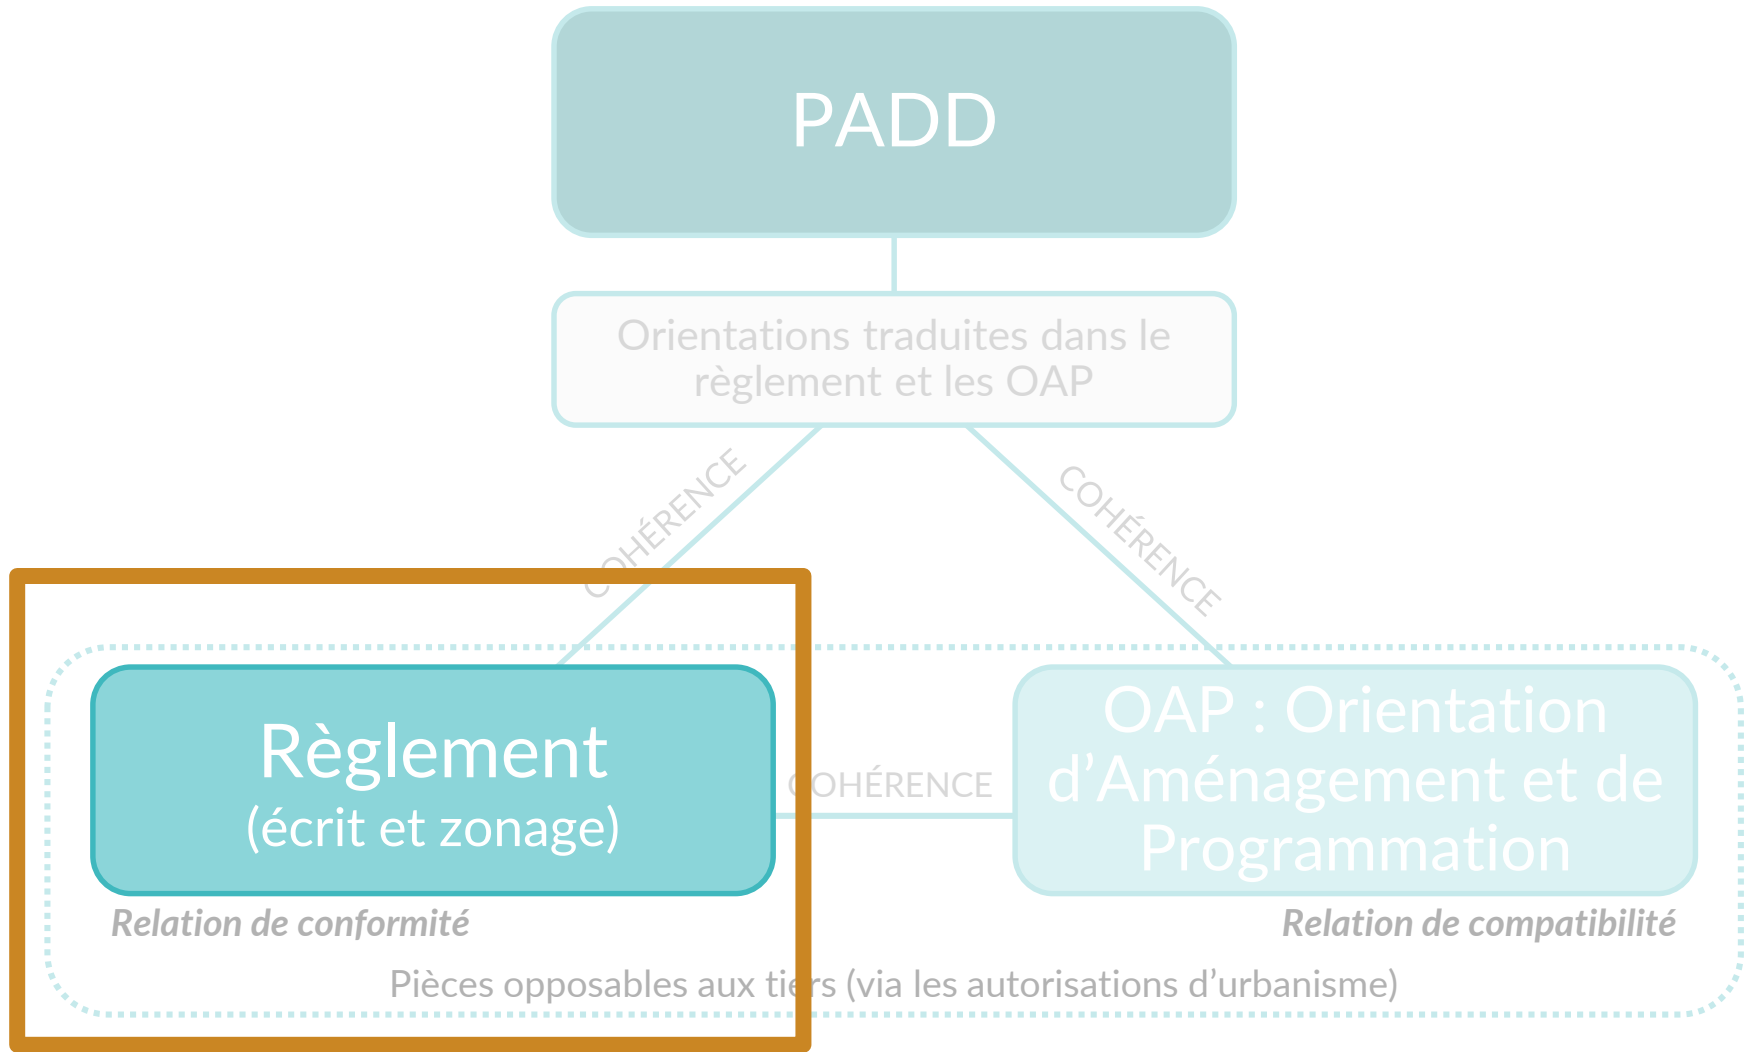 PADD
Orientations traduites dans le
règlement et les OAP
COHÉRENCE
COHÉRENCE
Règlement
(écrit et zonage)
COHÉRENCE
OAP : Orientation
d’Aménagement et de
Programmation
Relation de conformité
Relation de compatibilité
Pièces opposables aux tiers (via les autorisations d’urbanisme)